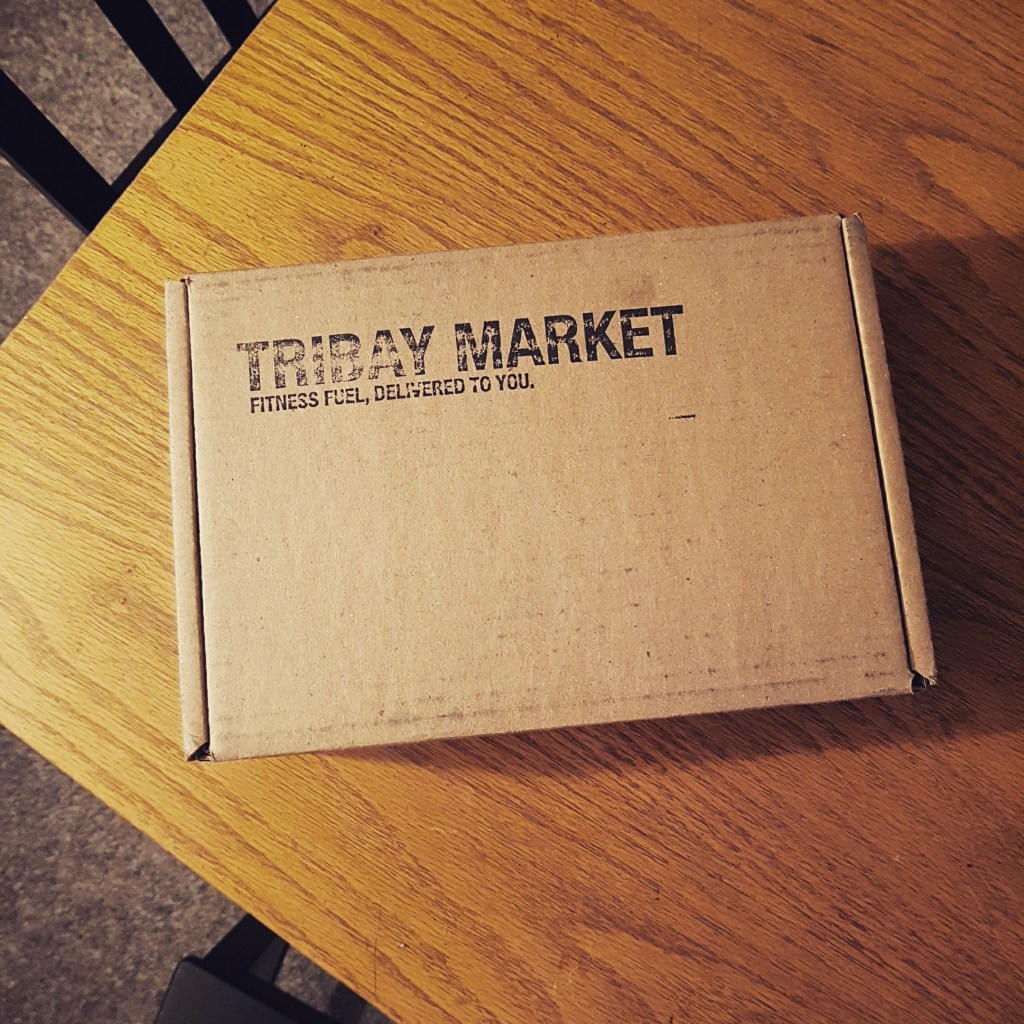 TRIBAY MARKET
FITNESS FUEL, DELIVERED TO YOU.